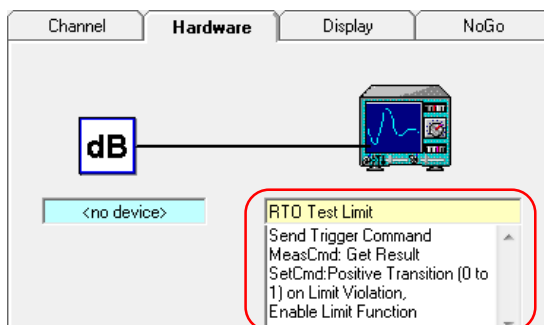 Channel Hardware Display NoGo
dB
<no device> RTO Test Limit
Send Trigger Command
MeasCmd: Get Result
SetCmd:Positive Transition (0 to
1) on Limit Violation,
Enable Limit Function